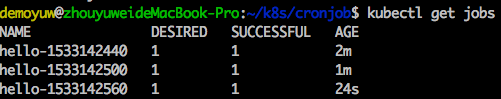 demoyuw@zhouyuweideMacBook-Pro:~/k8s/cronjob$ kubectl get jobs
NAME DESIRED SUCCESSFUL AGE
hello-1533142440 1 1 2m
hello-1533142500 1 1 1m
hello-1533142560 1 1 24s